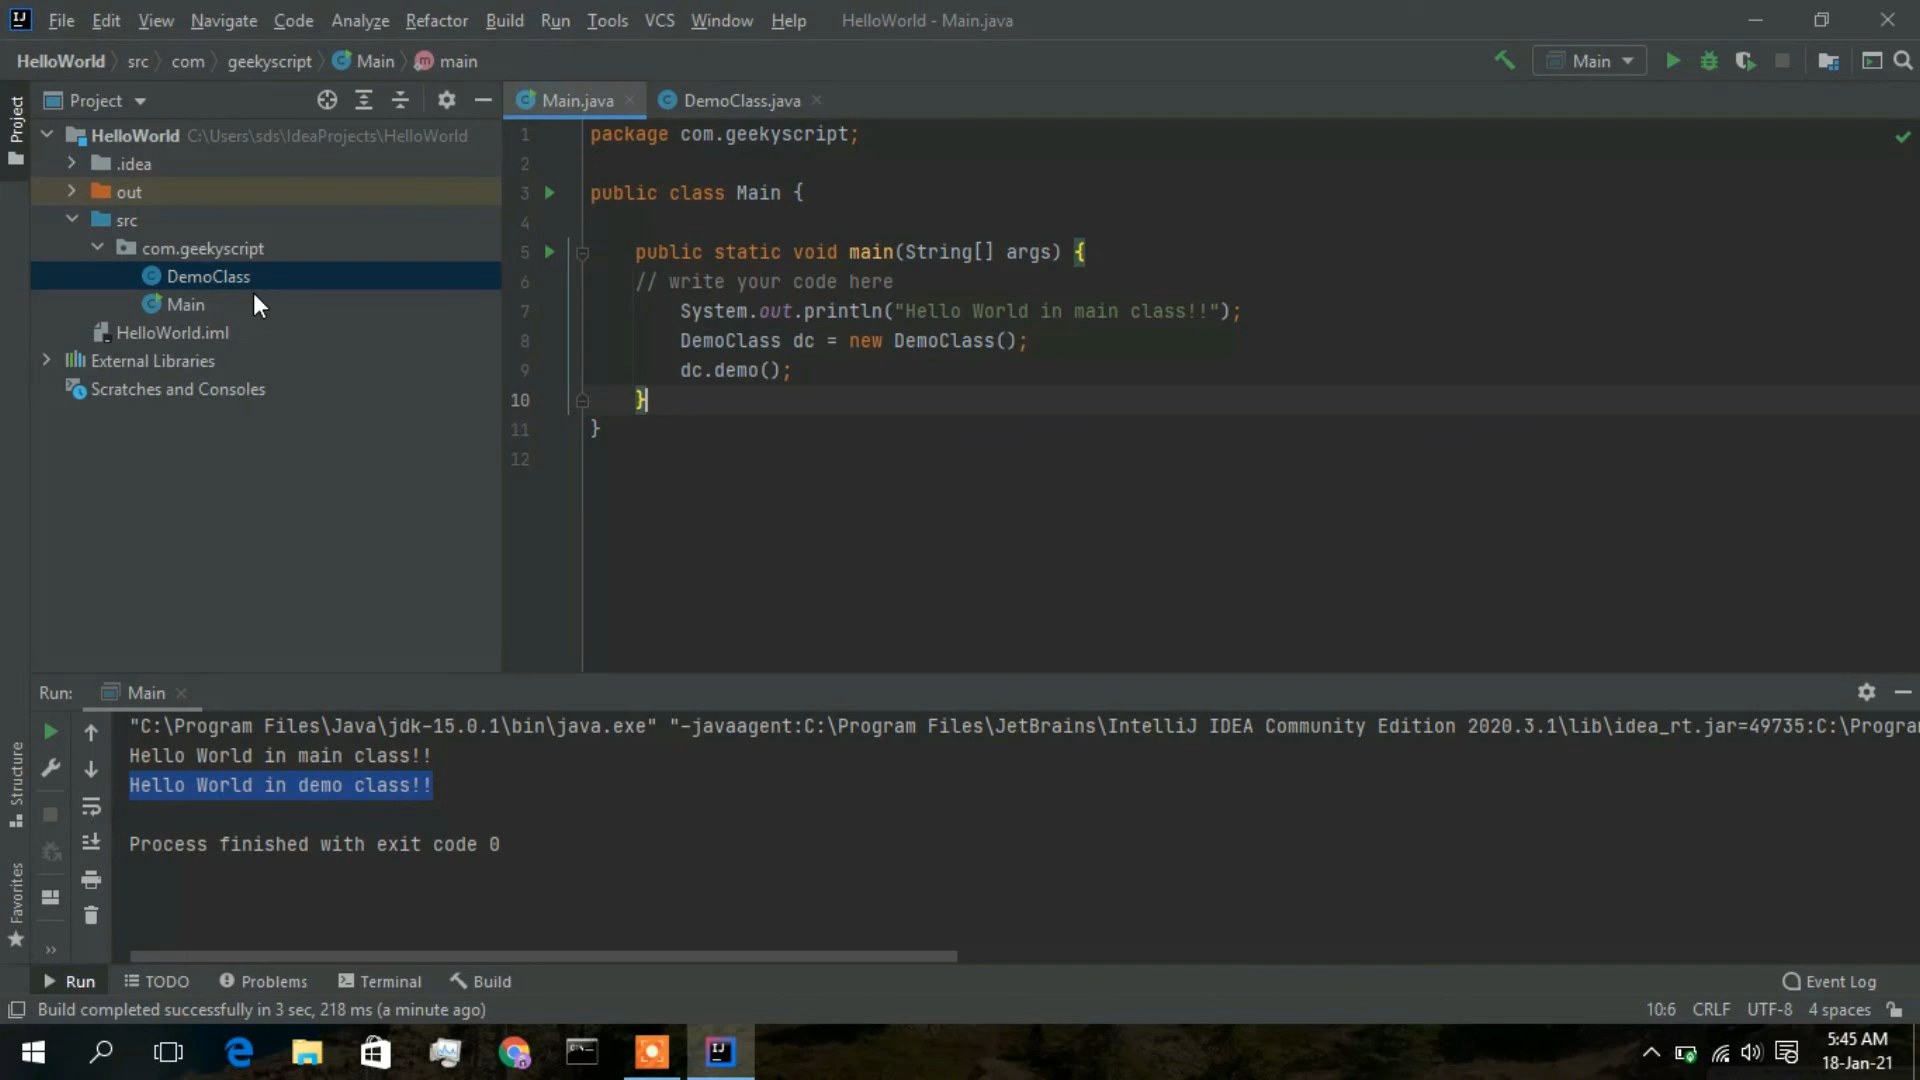 File Edit View Navigate Code Analyze Refactor Build Run Tools VCS Window Help HelloWorld - Main.java
HelloWorld src com geekyscript Main main
Main
Project
Project
HelloWorld C:\Users\sds\IdeaProjects\HelloWorld
.idea
out
src
com.geekyscript
DemoClass
Main
HelloWorld.iml
External Libraries
Scratches and Consoles
Main.java DemoClass.java
1 package com.geekyscript;
2
3 public class Main {
4
5 public static void main(String[] args) {
6 // write your code here
7 System.out.println("Hello World in main class!!");
8 DemoClass dc = new DemoClass();
9 dc.demo();
10 }
11 }
12
Run: Main
"C:\Program Files\Java\jdk-15.0.1\bin\java.exe" "-javaagent:C:\Program Files\JetBrains\IntelliJ IDEA Community Edition 2020.3.1\lib\idea_rt.jar=49735:C:\Progra
Hello World in main class!!
Hello World in demo class!!
Process finished with exit code 0
Structure
Favorites
Run TODO Problems Terminal Build Event Log
Build completed successfully in 3 sec, 218 ms (a minute ago) 10:6 CRLF UTF-8 4 spaces
5:45 AM
18-Jan-21